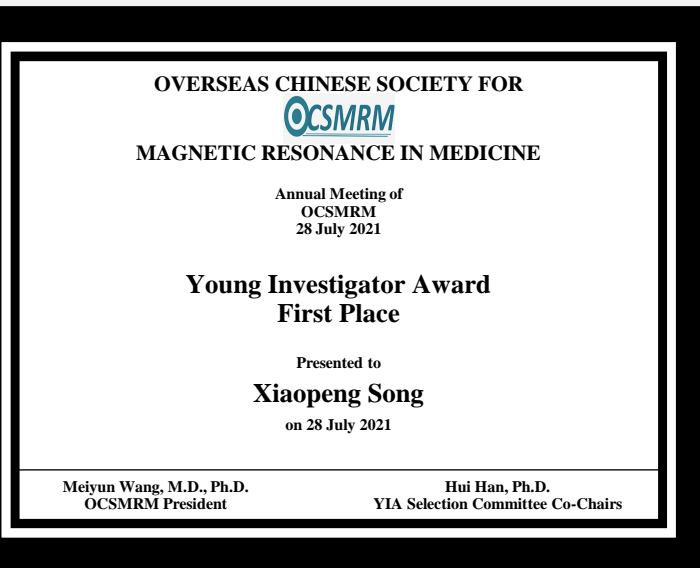 OVERSEAS CHINESE SOCIETY FOR
OCSMRM
MAGNETIC RESONANCE IN MEDICINE
Annual Meeting of
OCSMRM
28 July 2021
Young Investigator Award
First Place
Presented to
Xiaopeng Song
on 28 July 2021
Meiyun Wang, M.D., Ph.D.
OCSMRM President
Hui Han, Ph.D.
YIA Selection Committee Co-Chairs